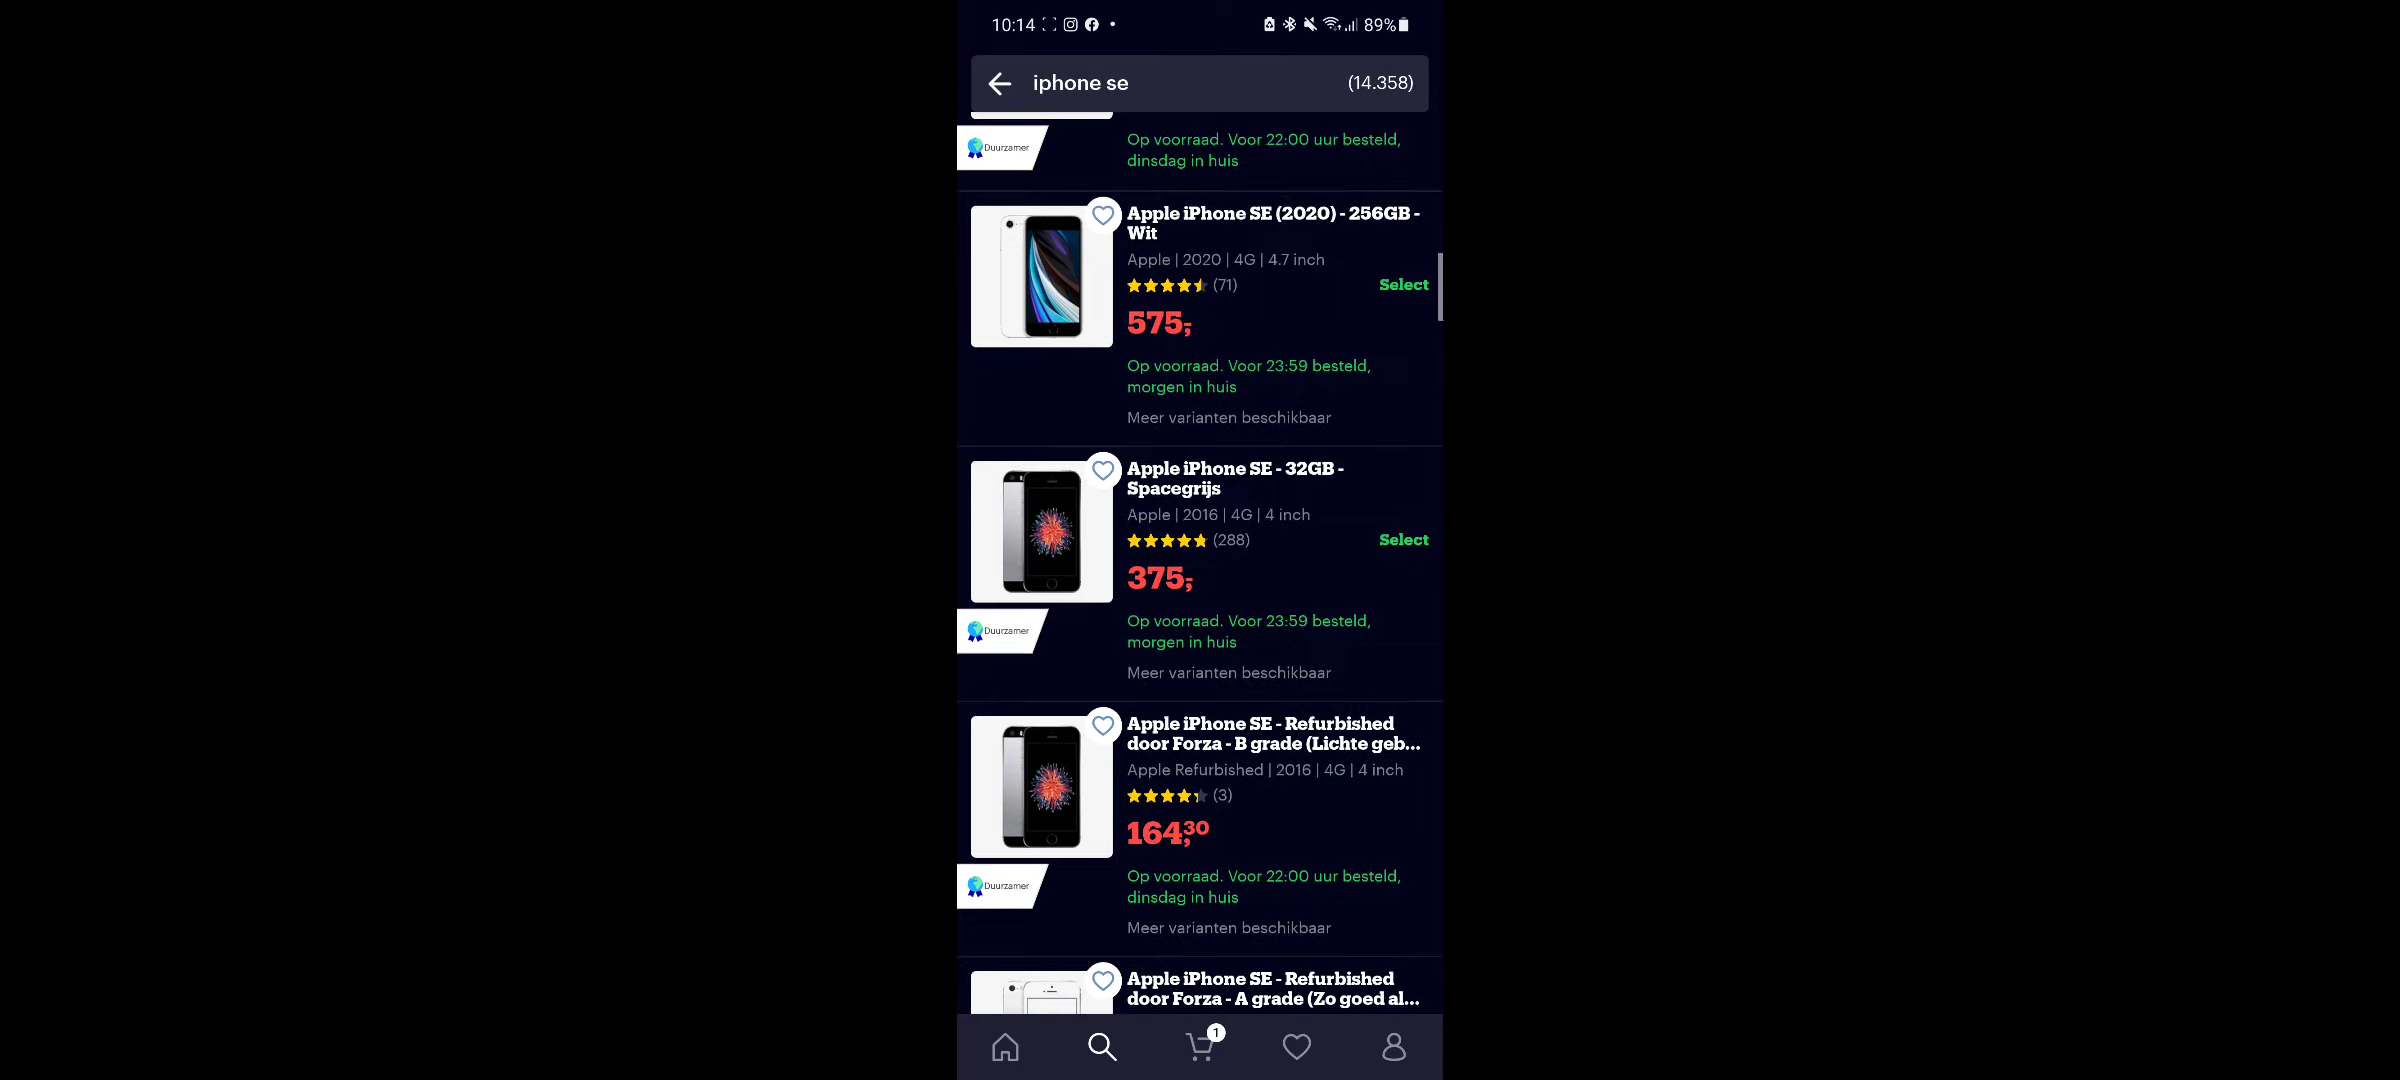 10:14
89%
iphone se
(14.358)
Duurzamer
Op voorraad. Voor 22:00 uur besteld,
dinsdag in huis
Apple iPhone SE (2020) - 256GB -
Wit
Apple | 2020 | 4G | 4.7 inch
(71)
Select
575,-
Op voorraad. Voor 23:59 besteld,
morgen in huis
Meer varianten beschikbaar
Apple iPhone SE - 32GB -
Spacegrijs
Apple | 2016 | 4G | 4 inch
(288)
Select
375,-
Duurzamer
Op voorraad. Voor 23:59 besteld,
morgen in huis
Meer varianten beschikbaar
Apple iPhone SE - Refurbished
door Forza - B grade (Lichte geb...
Apple Refurbished | 2016 | 4G | 4 inch
(3)
164,30
Duurzamer
Op voorraad. Voor 22:00 uur besteld,
dinsdag in huis
Meer varianten beschikbaar
Apple iPhone SE - Refurbished
door Forza - A grade (Zo goed al...
1